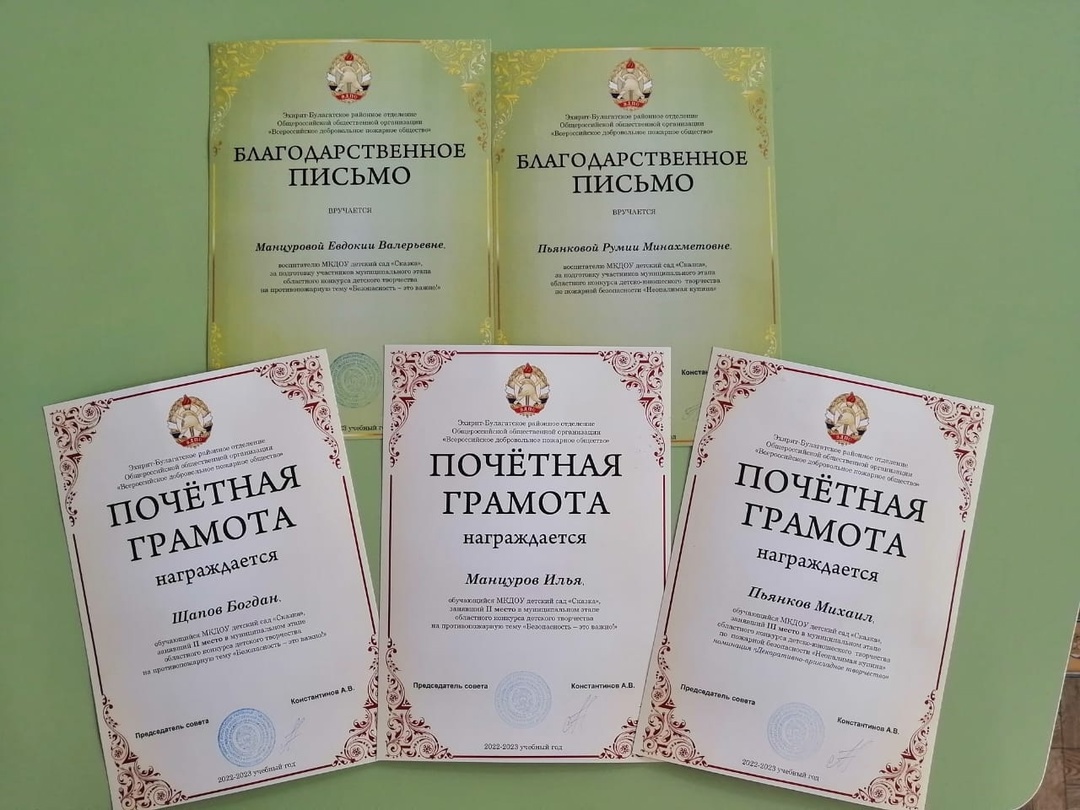 ВДПО
Эхирит-Булагатское районное отделение
Общероссийской общественной организации
«Всероссийское добровольное пожарное общество»
БЛАГОДАРСТВЕННОЕ
ПИСЬМО
ВРУЧАЕТСЯ
Манцуровой Евдокии Валерьевне,
воспитателю МКДОУ детский сад «Сказка»,
за подготовку участников муниципального этапа
областного конкурса детского творчества
на противопожарную тему «Безопасность – это важно!»
3 учебный год
ВДПО
Эхирит-Булагатское районное отделение
Общероссийской общественной организации
«Всероссийское добровольное пожарное общество»
БЛАГОДАРСТВЕННОЕ
ПИСЬМО
ВРУЧАЕТСЯ
Пьянковой Румии Минахметовне,
воспитателю МКДОУ детский сад «Сказка»,
за подготовку участников муниципального этапа
областного конкурса детско-юношеского творчества
по пожарной безопасности «Неопалимая купина»
Конста
ВДПО
Эхирит-Булагатское районное отделение
Общероссийской общественной организации
«Всероссийское добровольное пожарное общество»
ПОЧЁТНАЯ
ГРАМОТА
награждается
Щапов Богдан,
обучающийся МКДОУ детский сад «Сказка»,
занявший II место в муниципальном этапе
областного конкурса детского творчества
на противопожарную тему «Безопасность – это важно!»
Председатель совета Константинов А.В.
2022-2023 учебный год
ВДПО
Эхирит-Булагатское районное отделение
Общероссийской общественной организации
«Всероссийское добровольное пожарное общество»
ПОЧЁТНАЯ
ГРАМОТА
награждается
Манцуров Илья,
обучающийся МКДОУ детский сад «Сказка»,
занявший II место в муниципальном этапе
областного конкурса детского творчества
на противопожарную тему «Безопасность – это важно!»
Председатель совета Константинов А.В.
2022-2023 учебный год
ВДПО
Эхирит-Булагатское районное отделение
Общероссийской общественной организации
«Всероссийское добровольное пожарное общество»
ПОЧЁТНАЯ
ГРАМОТА
награждается
Пьянков Михаил,
обучающийся МКДОУ детский сад «Сказка»,
занявший III место в муниципальном этапе
областного конкурса детско-юношеского творчества
по пожарной безопасности «Неопалимая купина»
номинация «Декоративно-прикладное творчество»
Председатель совета Константинов А.В.
2022-2023 учебный год